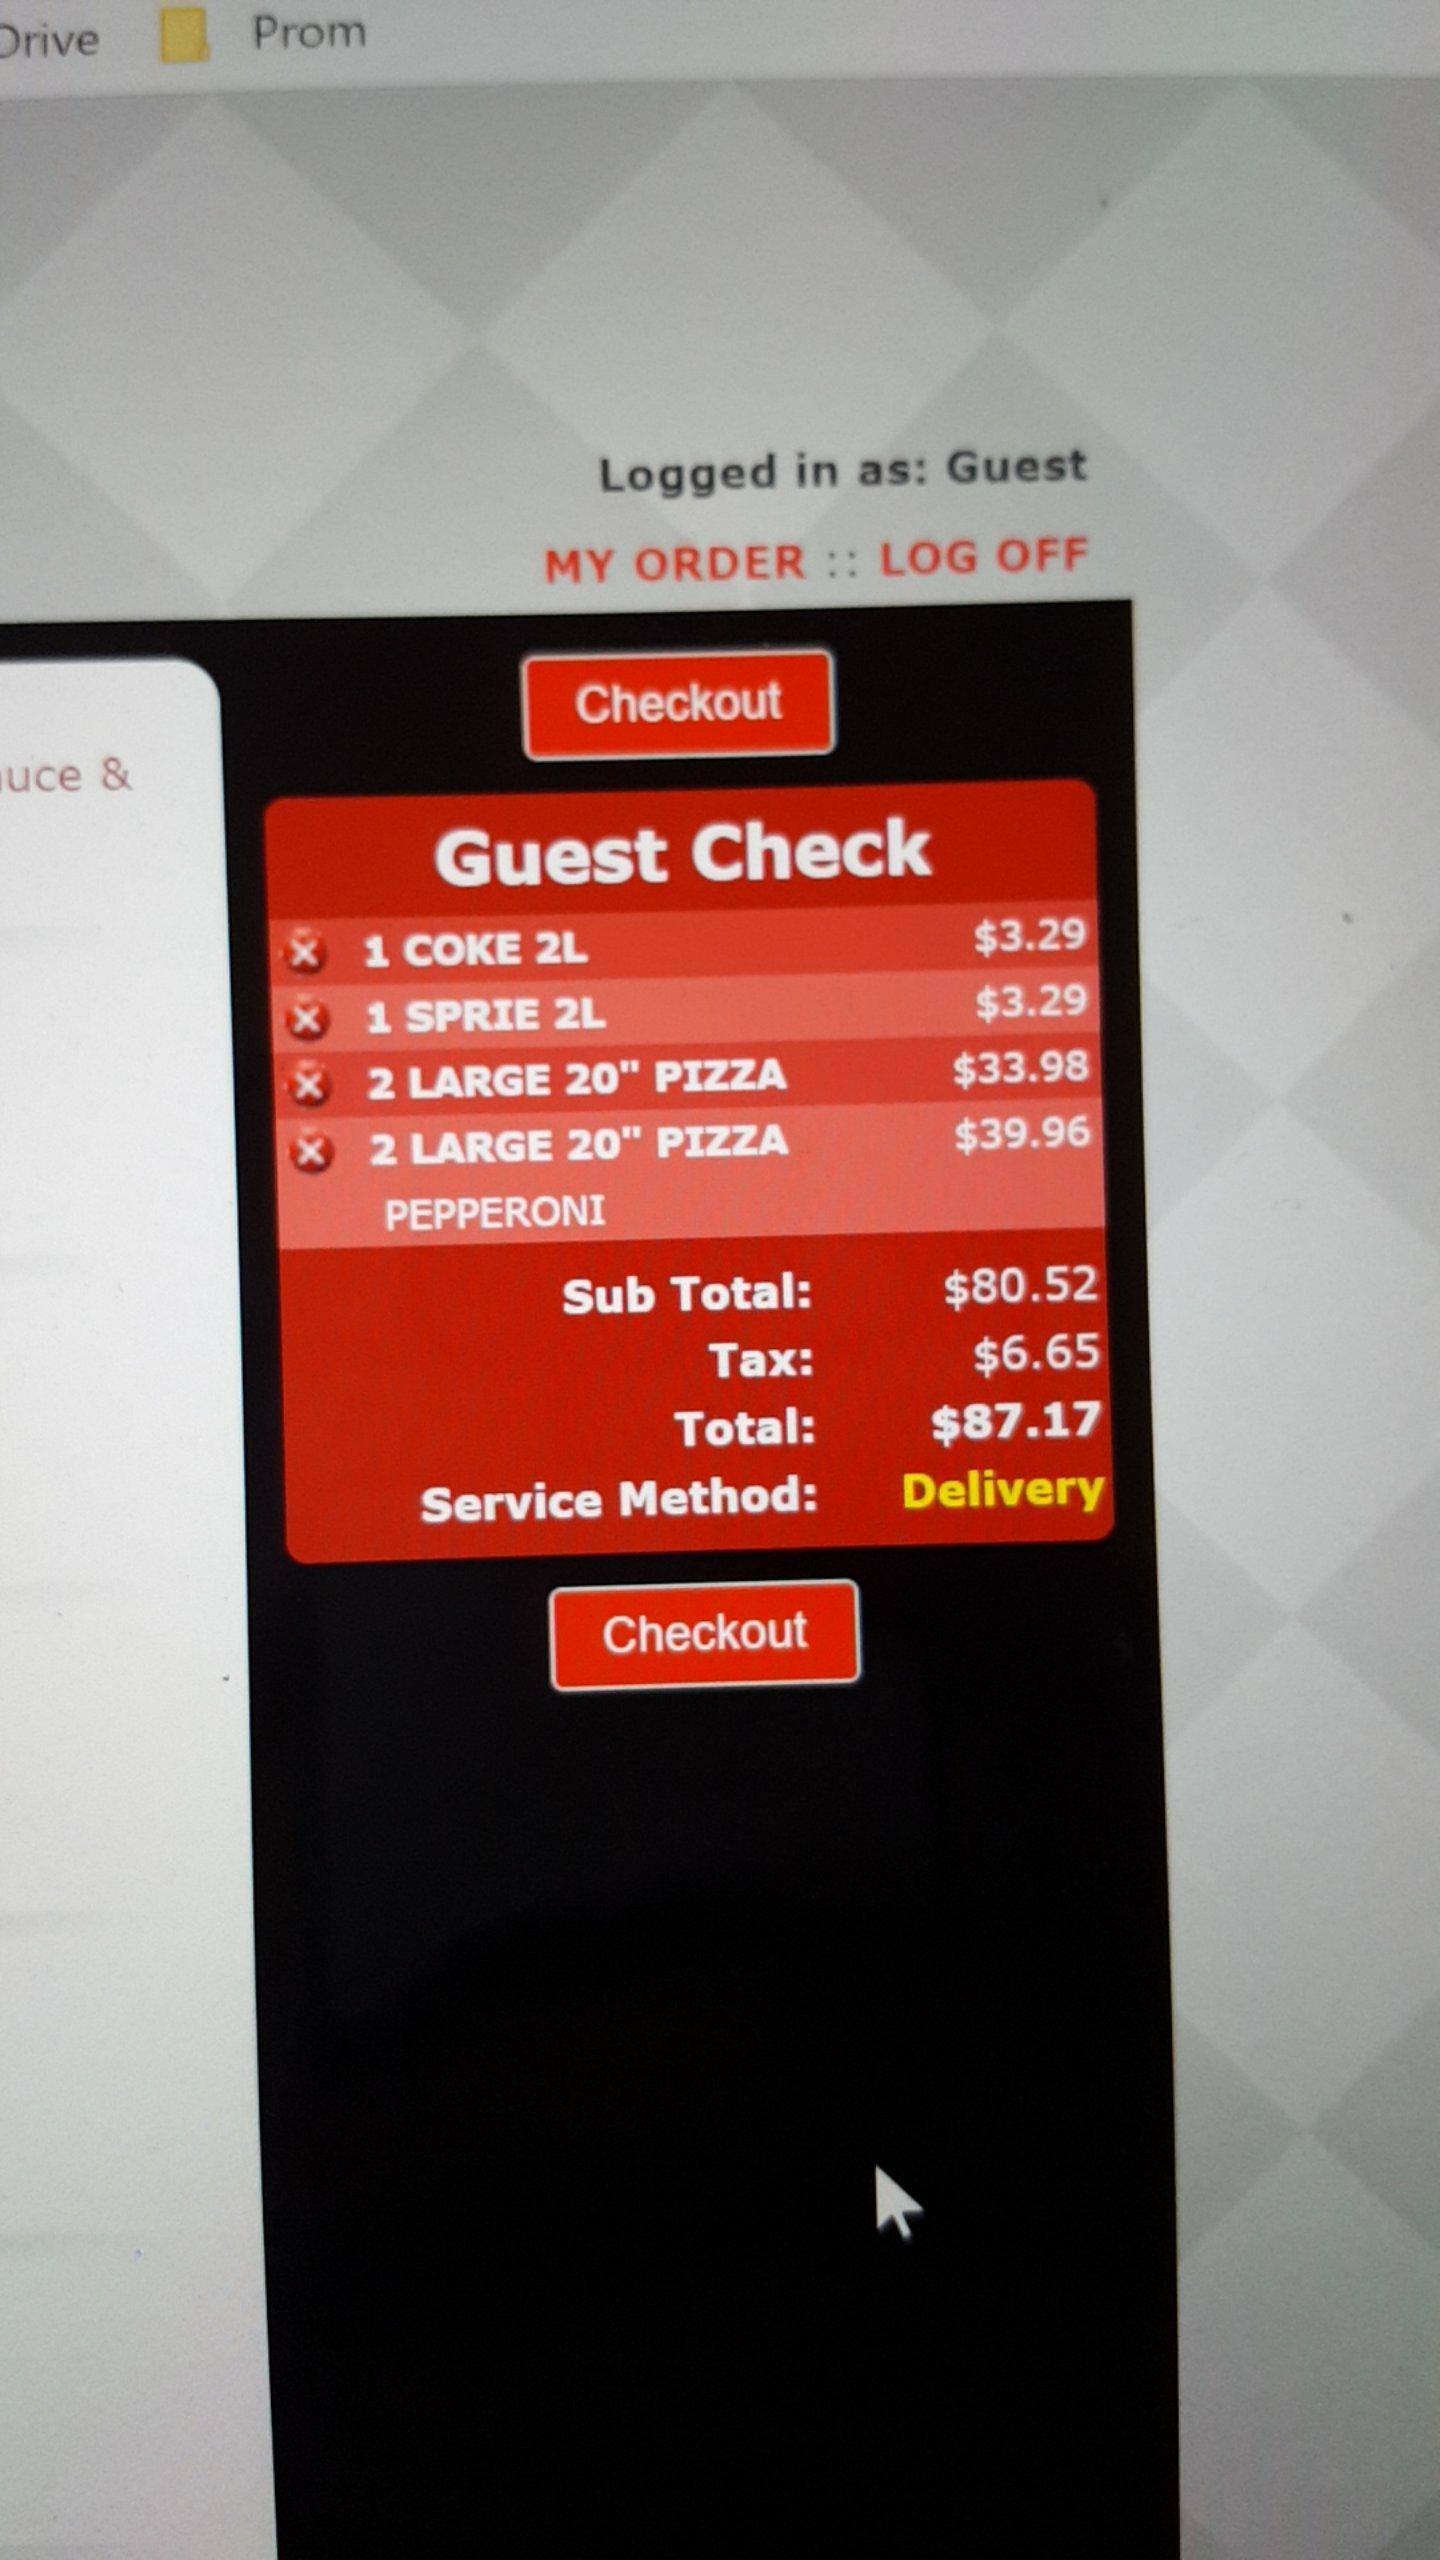 Drive Prom
Logged in as: Guest
MY ORDER :: LOG OFF
Checkout
auce &
Guest Check
1 COKE 2L $3.29
1 SPRIE 2L $3.29
2 LARGE 20" PIZZA $33.98
2 LARGE 20" PIZZA $39.96
PEPPERONI
Sub Total: $80.52
Tax: $6.65
Total: $87.17
Service Method: Delivery
Checkout